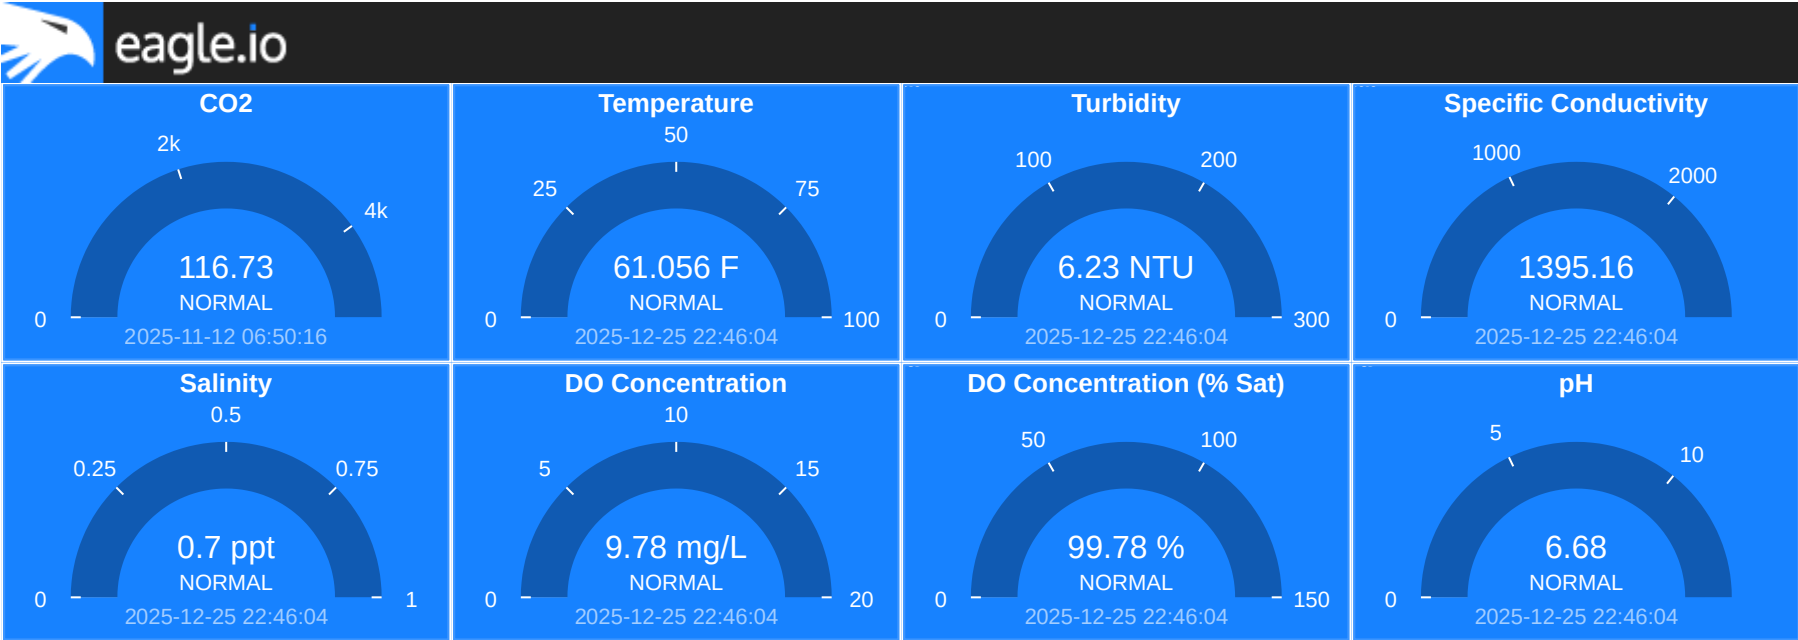 eagle.io
CO2
2k
4k
0
116.73
NORMAL
2025-11-12 06:50:16
Temperature
50
25
75
0
100
61.056 F
NORMAL
2025-12-25 22:46:04
Turbidity
100
200
0
300
6.23 NTU
NORMAL
2025-12-25 22:46:04
Specific Conductivity
1000
2000
0
1395.16
NORMAL
2025-12-25 22:46:04
Salinity
0.5
0.25
0.75
0
1
0.7 ppt
NORMAL
2025-12-25 22:46:04
DO Concentration
10
5
15
0
20
9.78 mg/L
NORMAL
2025-12-25 22:46:04
DO Concentration (% Sat)
50
100
0
150
99.78 %
NORMAL
2025-12-25 22:46:04
pH
5
10
0
6.68
NORMAL
2025-12-25 22:46:04